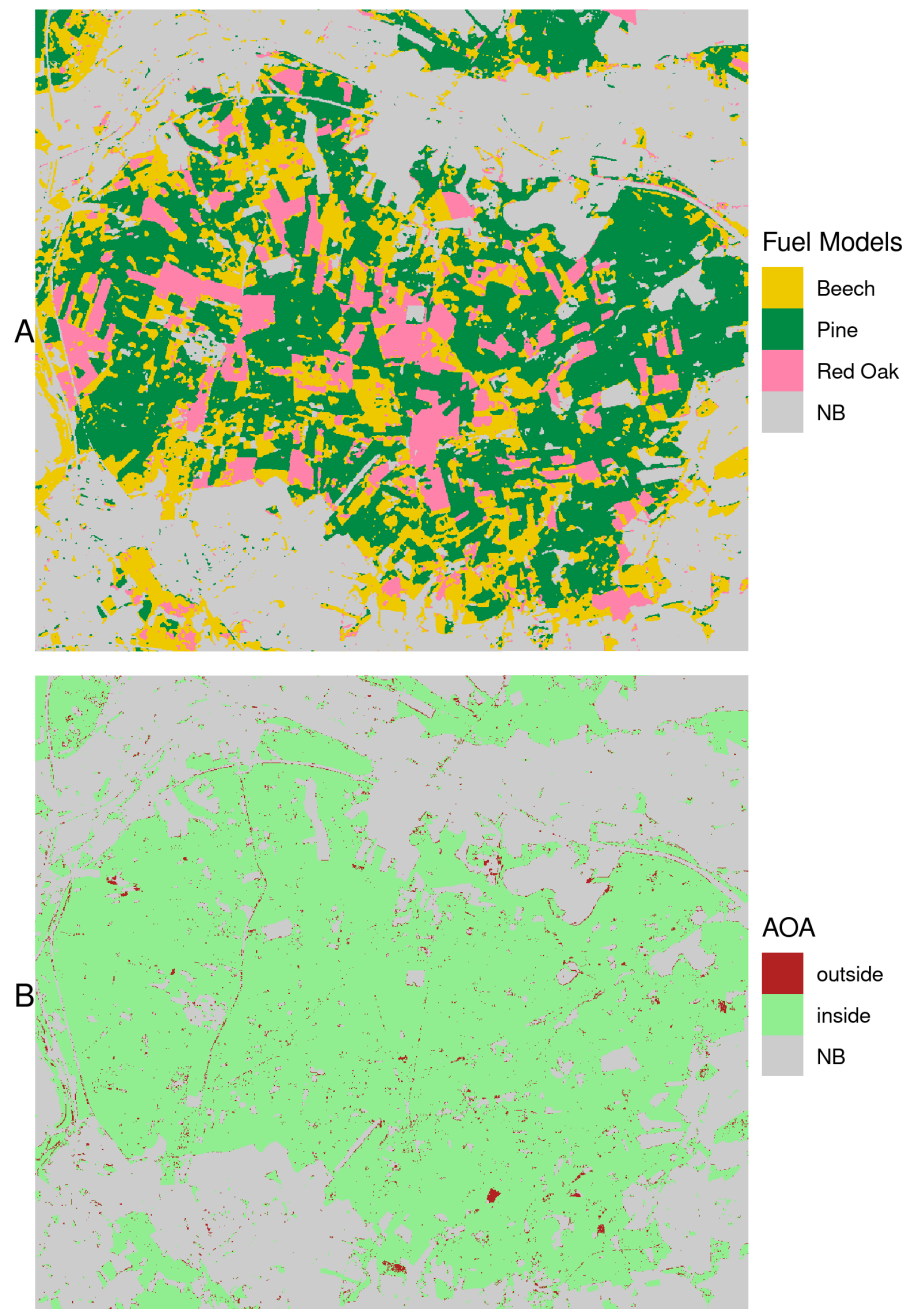 A
Fuel Models
Beech
Pine
Red Oak
NB
B
AOA
outside
inside
NB